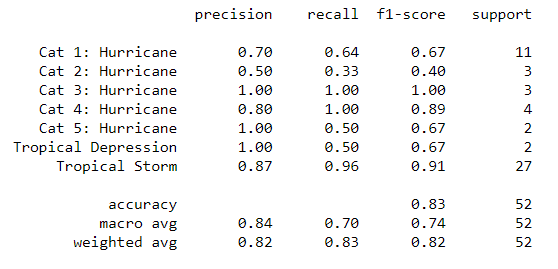 precision recall f1-score support
Cat 1: Hurricane 0.70 0.64 0.67 11
Cat 2: Hurricane 0.50 0.33 0.40 3
Cat 3: Hurricane 1.00 1.00 1.00 3
Cat 4: Hurricane 0.80 1.00 0.89 4
Cat 5: Hurricane 1.00 0.50 0.67 2
Tropical Depression 1.00 0.50 0.67 2
Tropical Storm 0.87 0.96 0.91 27
accuracy 0.83 52
macro avg 0.84 0.70 0.74 52
weighted avg 0.82 0.83 0.82 52